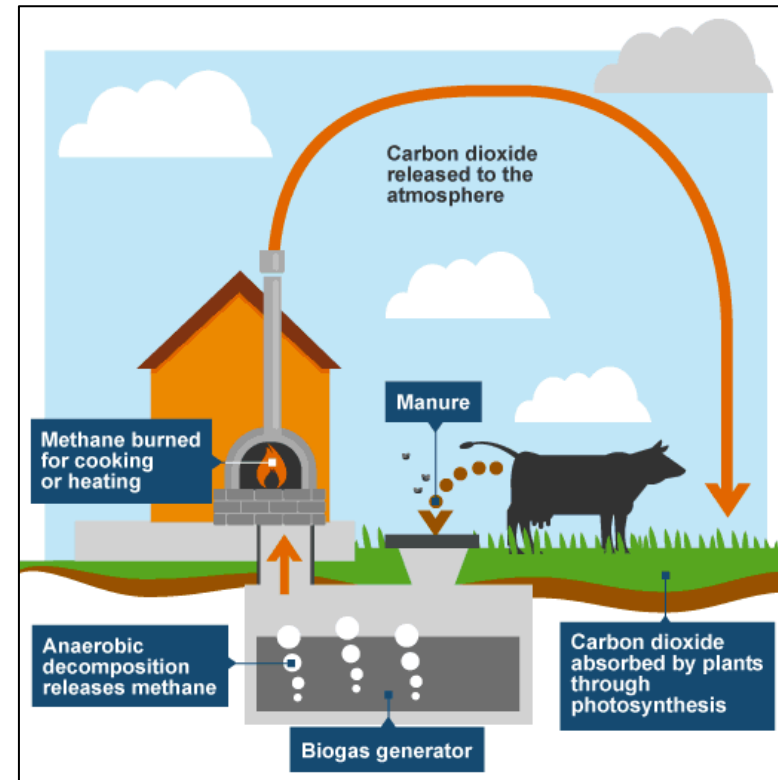 Carbon dioxide
released to the
atmosphere
Manure
Methane burned
for cooking
or heating
Anaerobic
decomposition
releases methane
Carbon dioxide
absorbed by plants
through
photosynthesis
Biogas generator